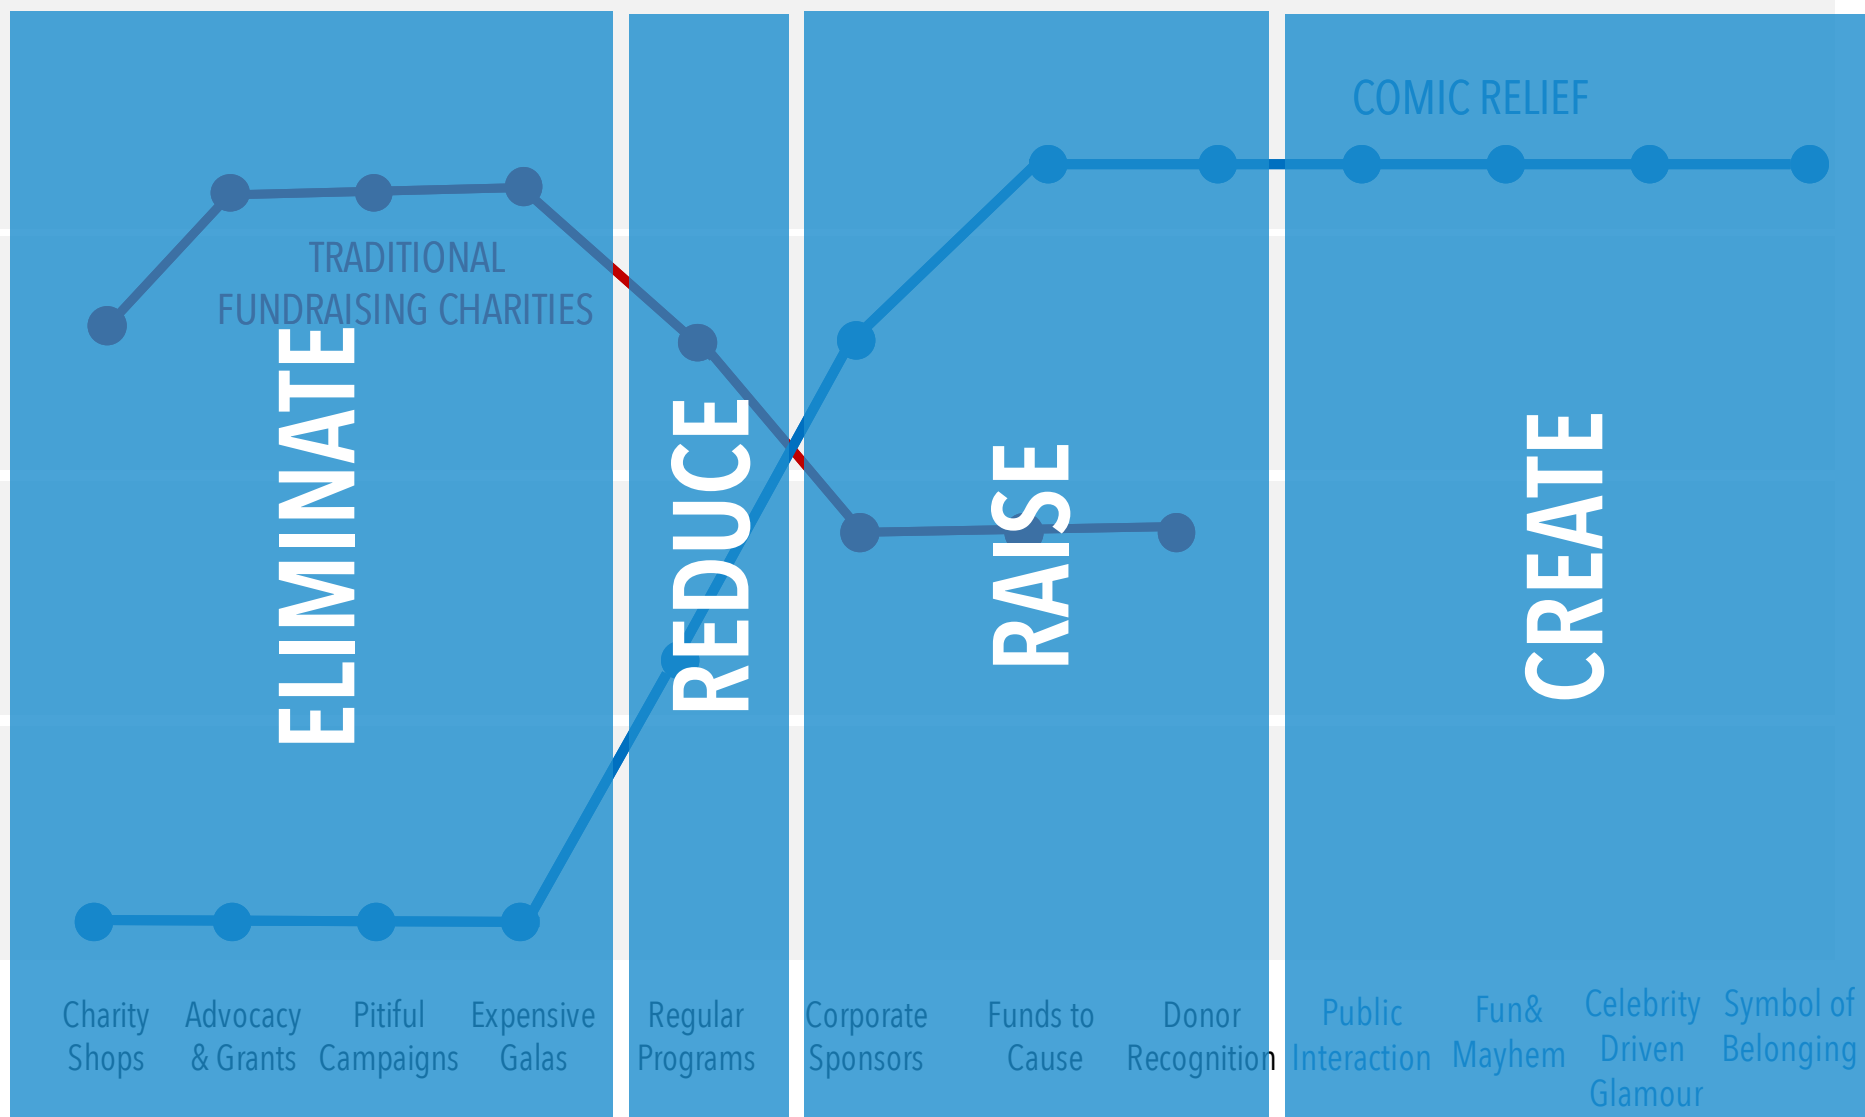 COMIC RELIEF
TRADITIONAL
FUNDRAISING CHARITIES
ELIMINATE
REDUCE
RAISE
CREATE
Charity
Shops
Advocacy
& Grants
Pitiful
Campaigns
Expensive
Galas
Regular
Programs
Corporate
Sponsors
Funds to
Cause
Donor
Recognition
Public
Interaction
Fun&
Mayhem
Celebrity
Driven
Glamour
Symbol of
Belonging